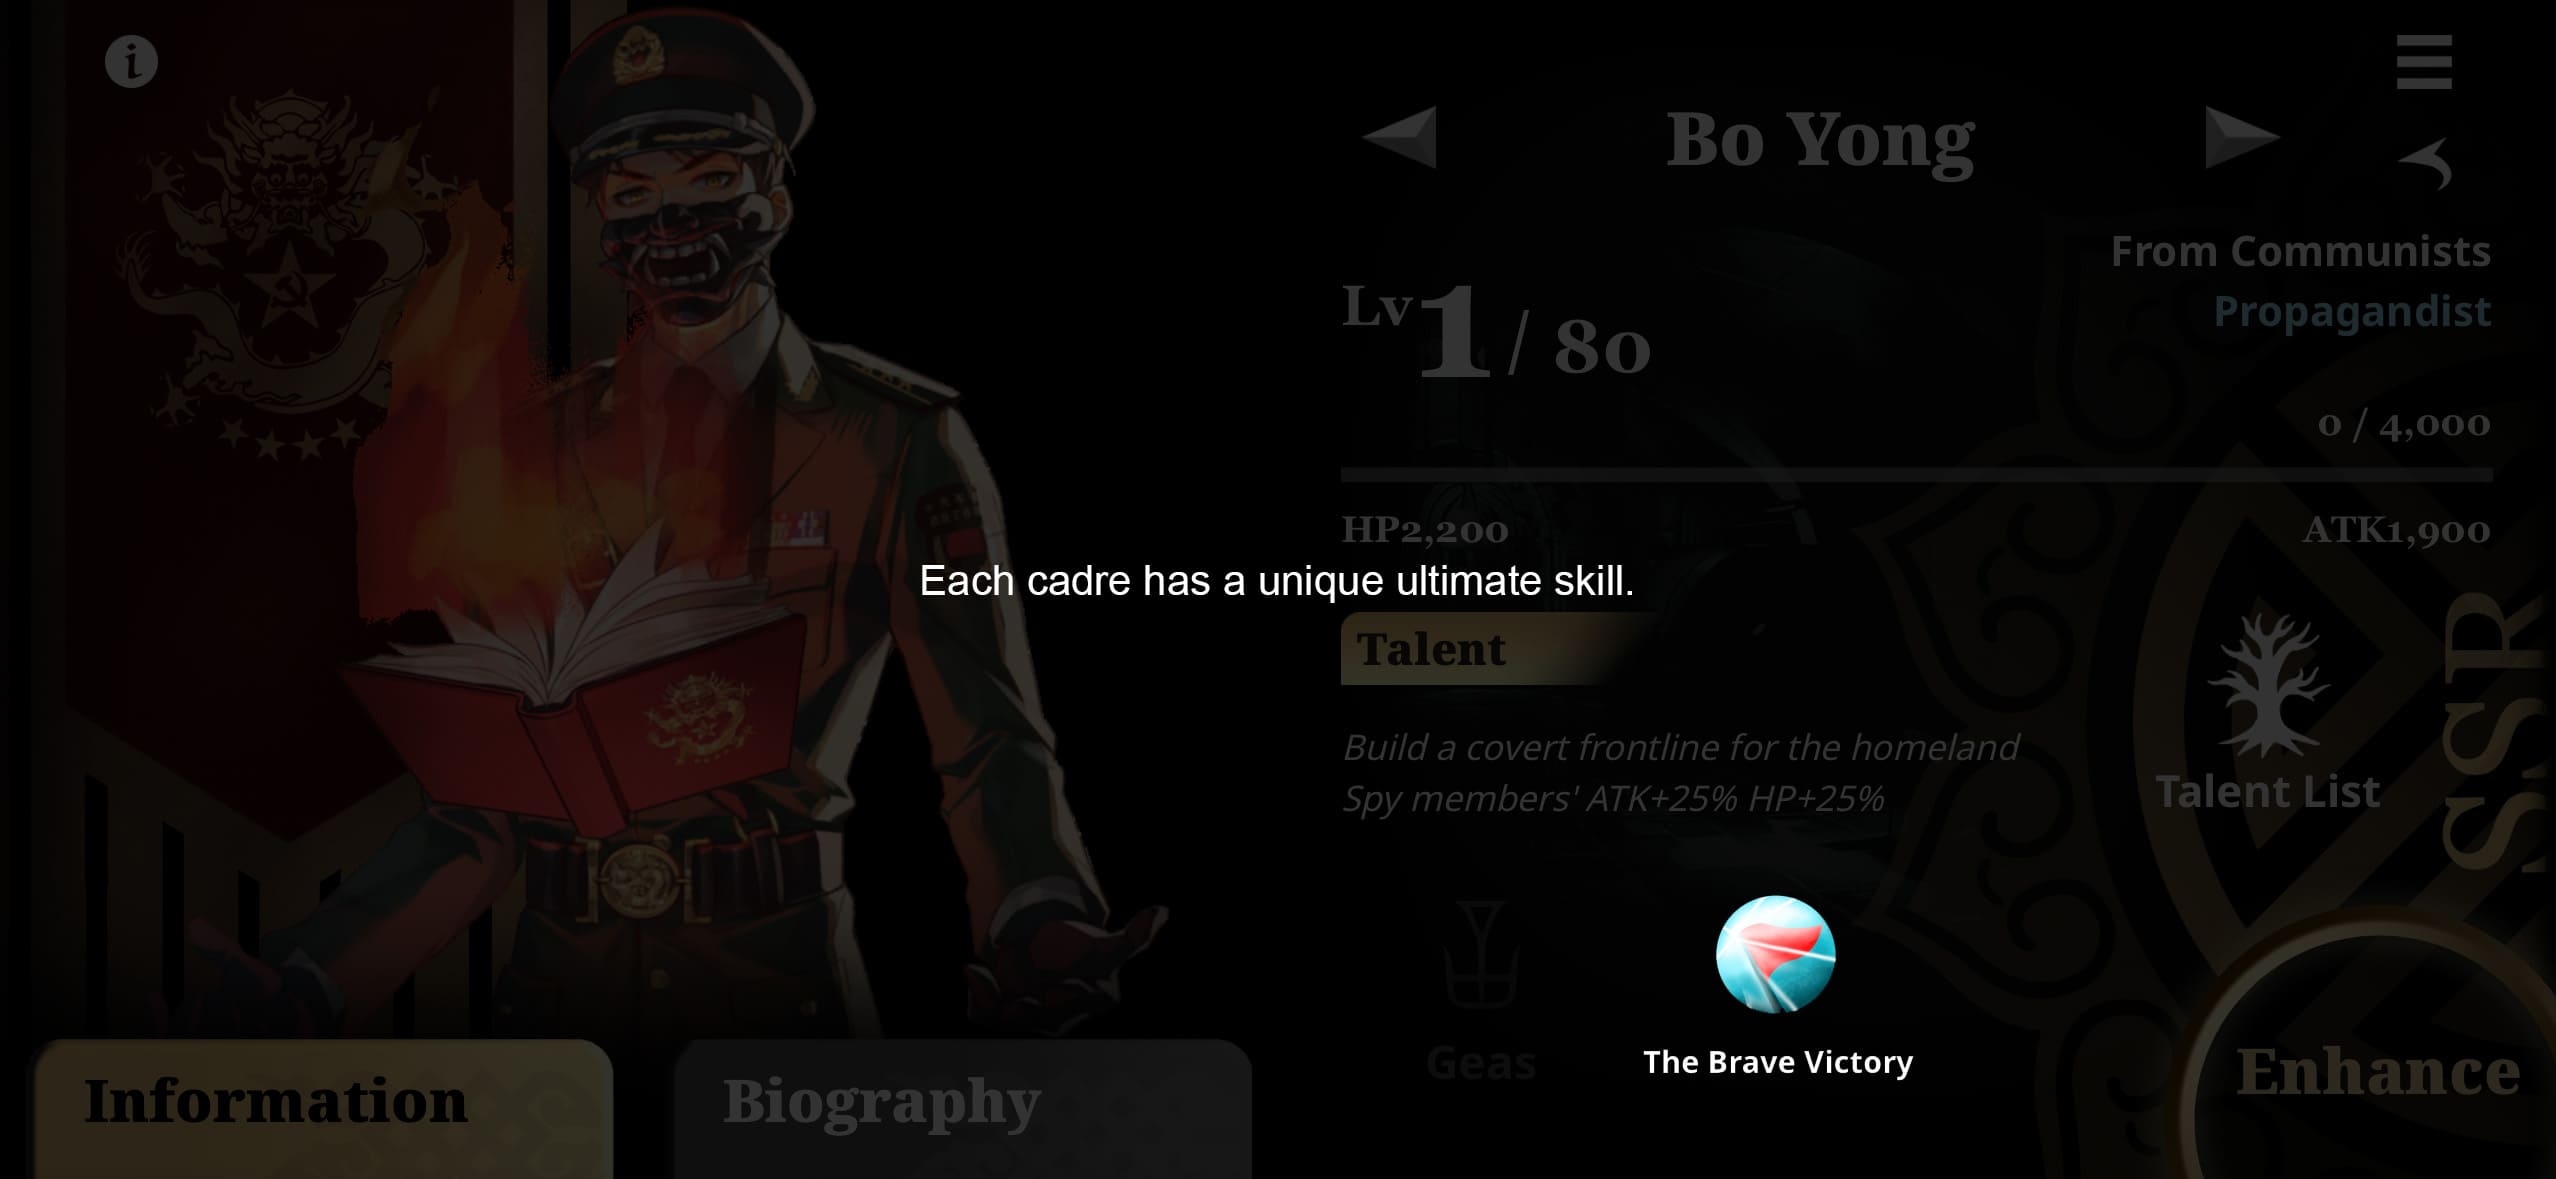 Bo Yong
From Communists
Propagandist
Lv 1 / 80
0 / 4,000
HP2,200
ATK1,900
Each cadre has a unique ultimate skill.
Talent
Build a covert frontline for the homeland
Spy members' ATK+25% HP+25%
Talent List
SSR
Geas
The Brave Victory
Enhance
Information
Biography